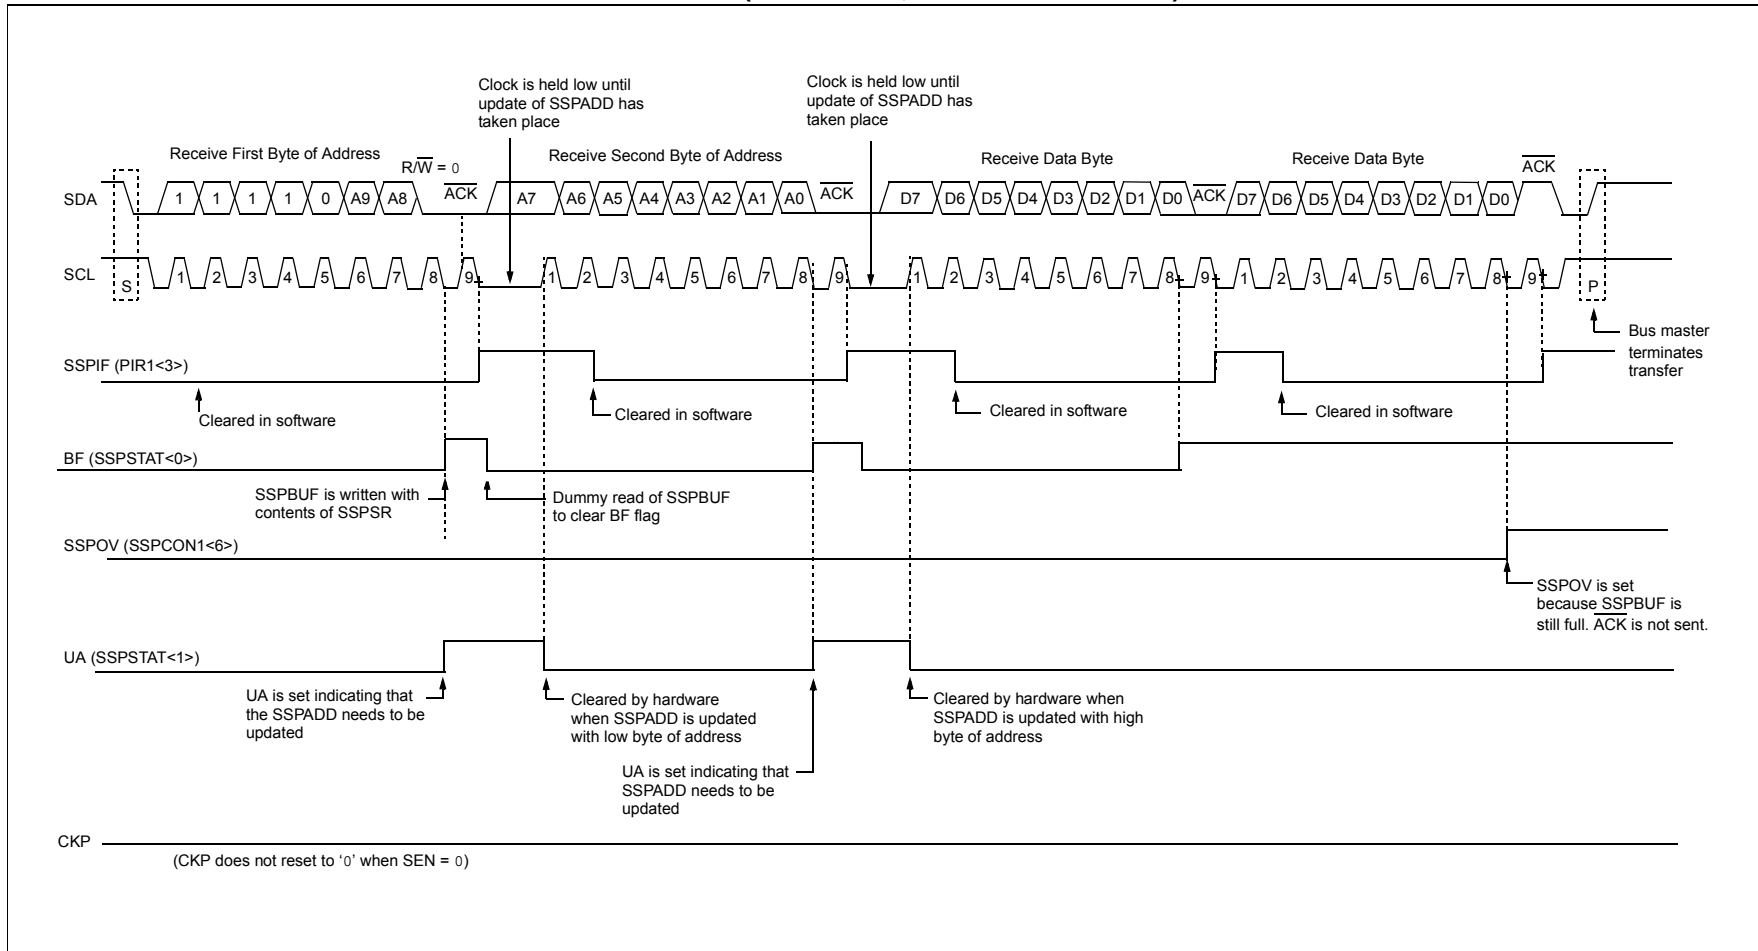 Clock is held low until
update of SSPADD has
taken place
Clock is held low until
update of SSPADD has
taken place
Receive First Byte of Address
R/W = 0
Receive Second Byte of Address
Receive Data Byte
Receive Data Byte
ACK
SDA 1 1 1 1 0 A9 A8 ACK A7 A6 A5 A4 A3 A2 A1 A0 ACK D7 D6 D5 D4 D3 D2 D1 D0 ACK D7 D6 D5 D4 D3 D2 D1 D0
SCL S 1 2 3 4 5 6 7 8 9 1 2 3 4 5 6 7 8 9 1 2 3 4 5 6 7 8 9 1 2 3 4 5 6 7 8 9 P
Bus master
terminates
transfer
SSPIF (PIR1<3>)
Cleared in software
Cleared in software
Cleared in software
Cleared in software
BF (SSPSTAT<0>)
SSPBUF is written with
contents of SSPSR
Dummy read of SSPBUF
to clear BF flag
SSPOV (SSPCON1<6>)
SSPOV is set
because SSPBUF is
still full. ACK is not sent.
UA (SSPSTAT<1>)
UA is set indicating that
the SSPADD needs to be
updated
Cleared by hardware
when SSPADD is updated
with low byte of address
UA is set indicating that
SSPADD needs to be
updated
Cleared by hardware when
SSPADD is updated with high
byte of address
CKP
(CKP does not reset to ‘0’ when SEN = 0)